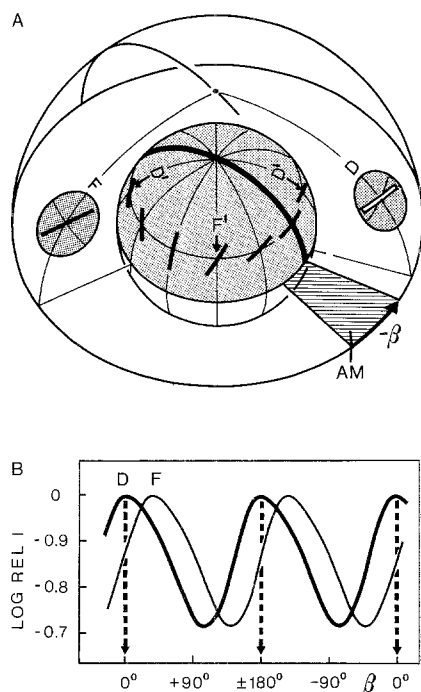 A
F
D'
D'
D
F'
-β
AM
B
D F
LOG REL I
0
-0.9
-0.8
-0.7
0° +90° ±180° -90° β 0°